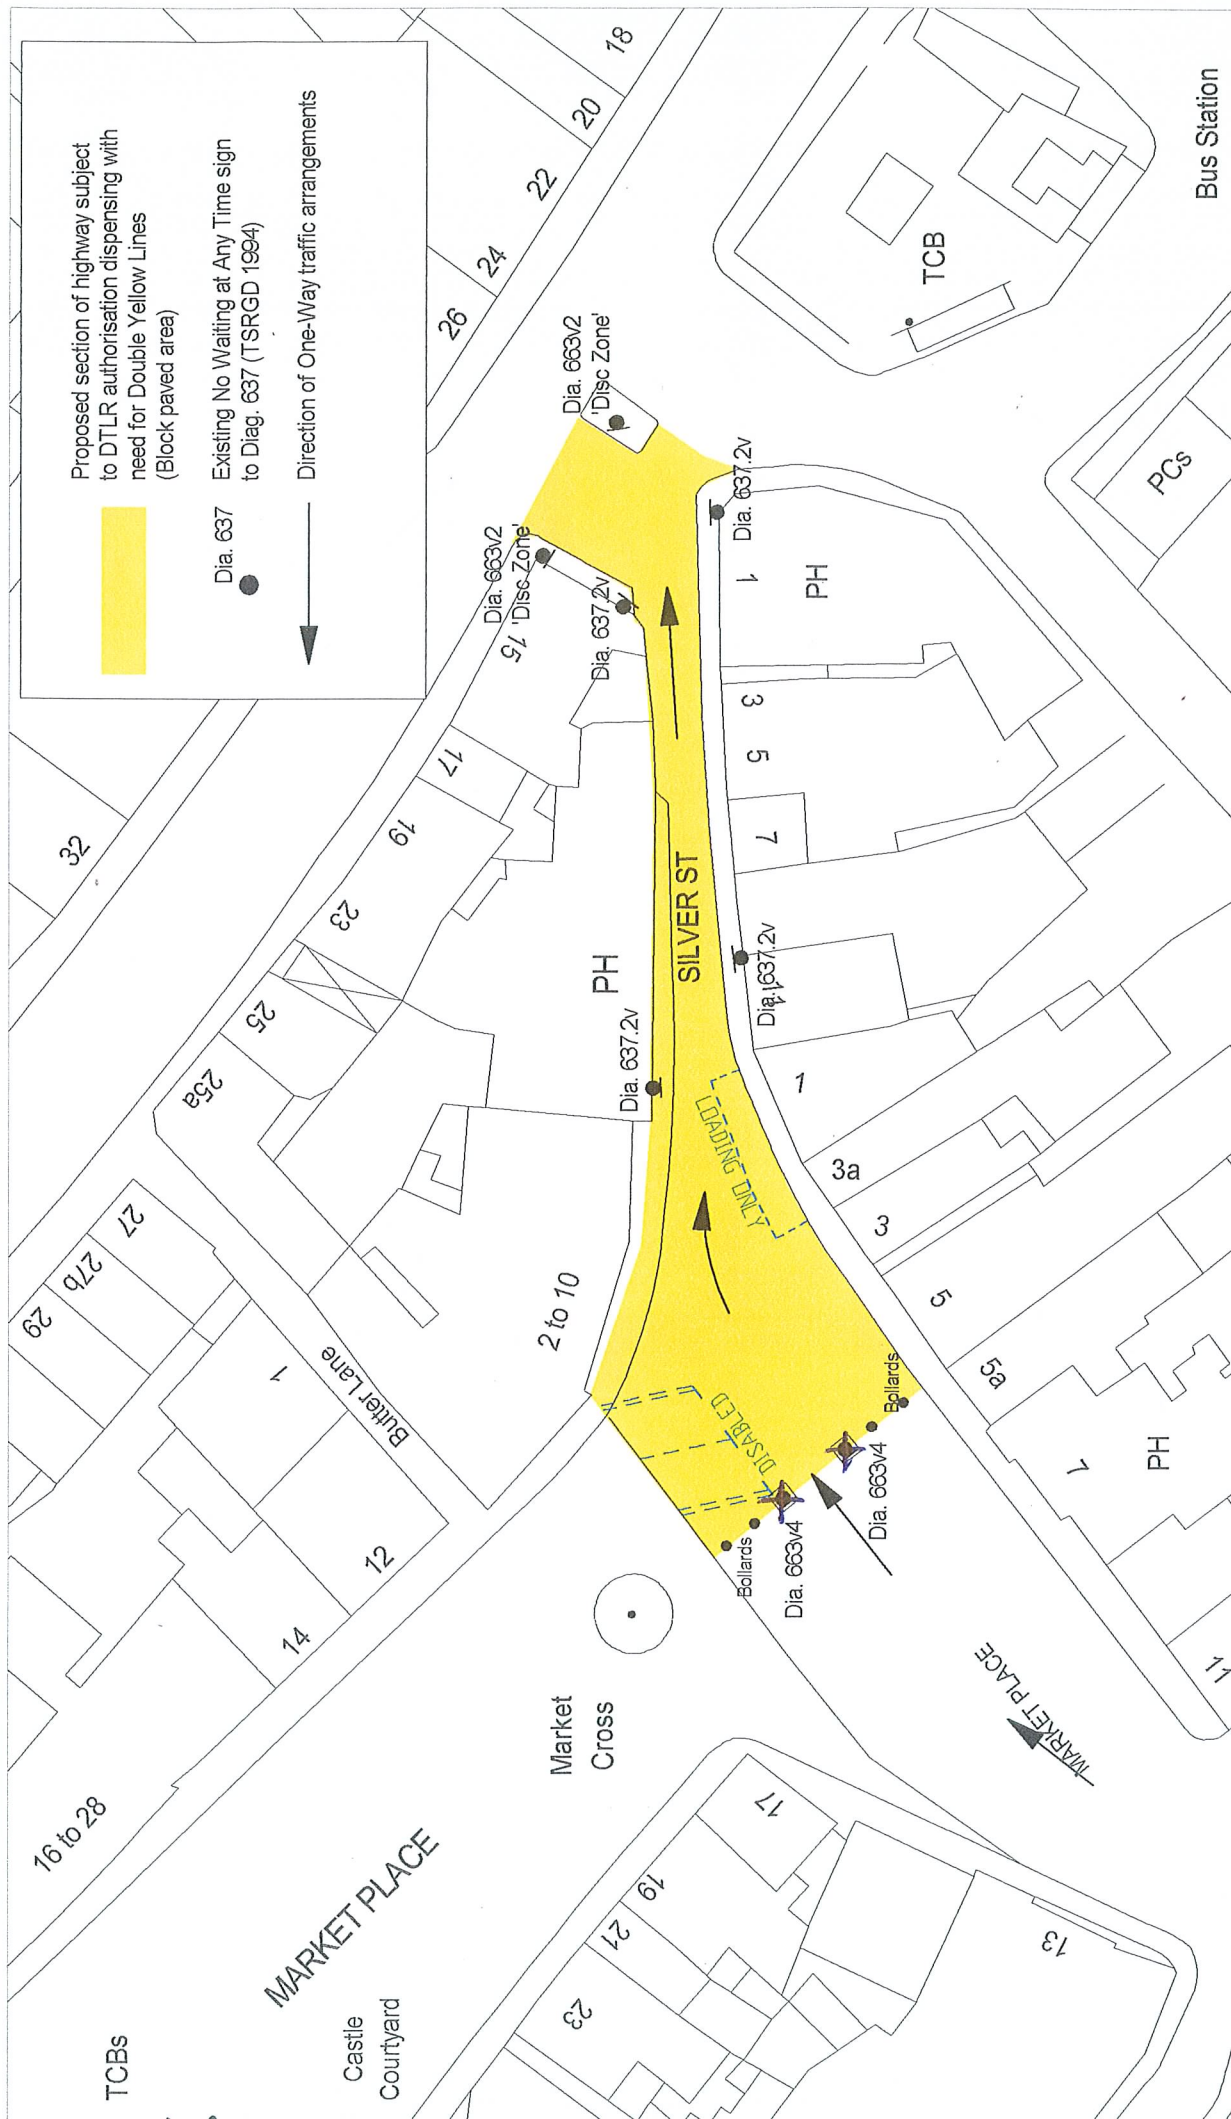 Proposed section of highway subject
to DTLR authorisation dispensing with
need for Double Yellow Lines
(Block paved area)
Dia. 637
Existing No Waiting at Any Time sign
to Diag. 637 (TSRGD 1994)
Direction of One-Way traffic arrangements
TCBs
Castle
Courtyard
MARKET PLACE
16 to 28
14
12
1
Butter Lane
29
27b
27
25a
25
23
19
17
15
32
26
24
22
20
18
Market
Cross
2 to 10
PH
Dia. 637.2v
SILVER ST
Dia. 637.2v
Dia. 663v2
'Disc Zone'
Dia. 663v2
'Disc Zone'
Dia. 637.2v
1
PH
3
5
7
Dia. 637.2v
11
1
3a
3
5
5a
7
PH
11
LOADING ONLY
DISABLED
Bollards
Dia. 663v4
Bollards
Dia. 663v4
MARKET PLACE
17
19
21
23
13
TCB
PCs
Bus Station